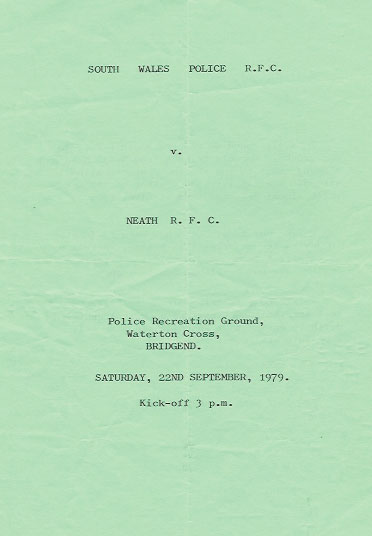 SOUTH WALES POLICE R.F.C.
v.
NEATH R. F. C.
Police Recreation Ground,
Waterton Cross,
BRIDGEND.
SATURDAY, 22ND SEPTEMBER, 1979.
Kick-off 3 p.m.